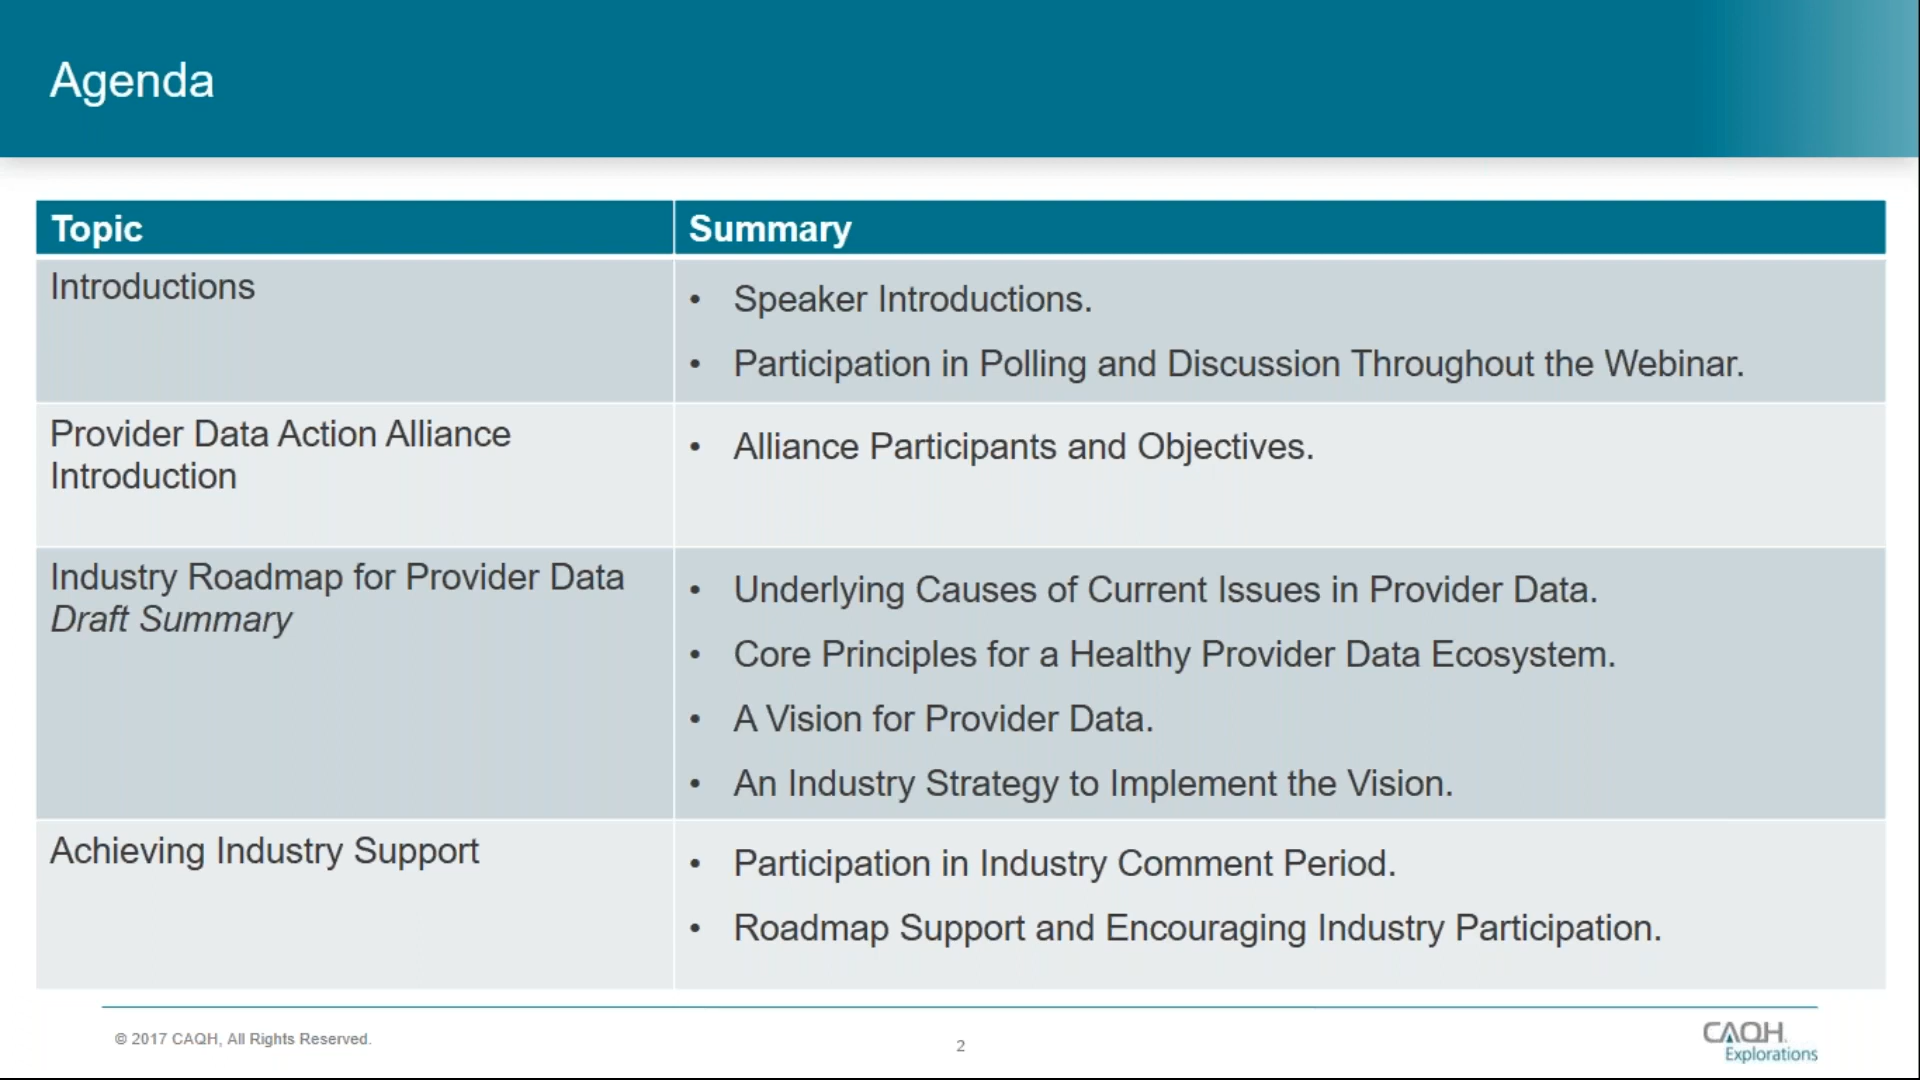 Agenda
Topic
Summary
Introductions
• Speaker Introductions.
• Participation in Polling and Discussion Throughout the Webinar.
Provider Data Action Alliance
Introduction
• Alliance Participants and Objectives.
Industry Roadmap for Provider Data
Draft Summary
• Underlying Causes of Current Issues in Provider Data.
• Core Principles for a Healthy Provider Data Ecosystem.
• A Vision for Provider Data.
• An Industry Strategy to Implement the Vision.
Achieving Industry Support
• Participation in Industry Comment Period.
• Roadmap Support and Encouraging Industry Participation.
© 2017 CAQH, All Rights Reserved.
2
CAQH
Explorations